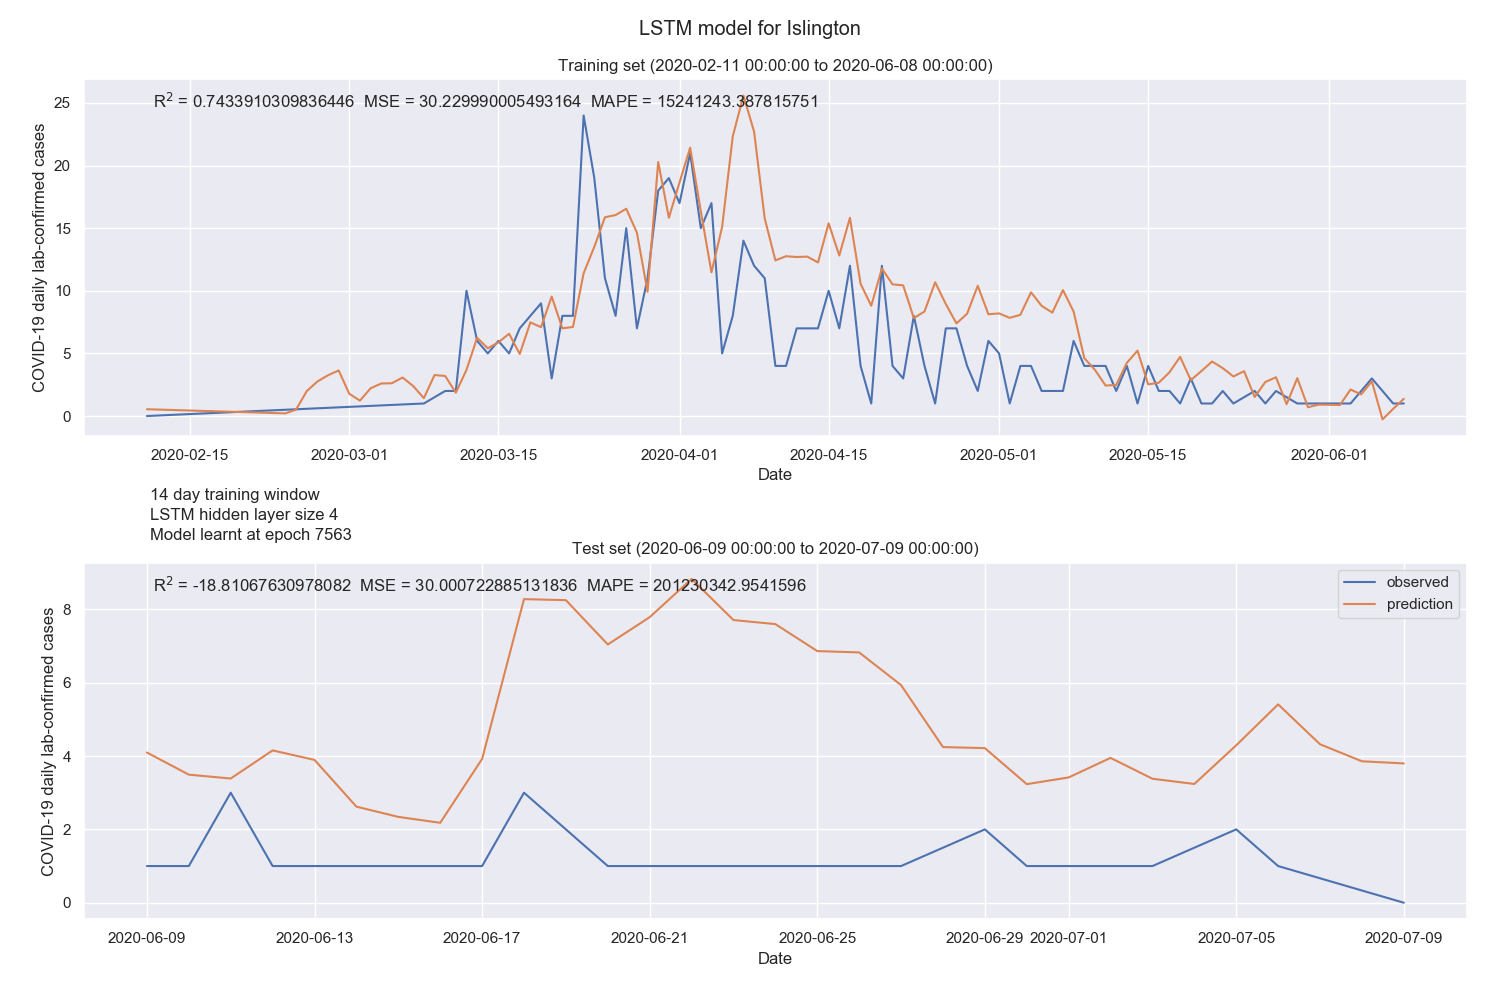 LSTM model for Islington
Training set (2020-02-11 00:00:00 to 2020-06-08 00:00:00)
R² = 0.7433910309836446 MSE = 30.229990005493164 MAPE = 15241243.387815751
COVID-19 daily lab-confirmed cases
25
20
15
10
5
0
2020-02-15 2020-03-01 2020-03-15 2020-04-01 2020-04-15 2020-05-01 2020-05-15 2020-06-01
Date
14 day training window
LSTM hidden layer size 4
Model learnt at epoch 7563
Test set (2020-06-09 00:00:00 to 2020-07-09 00:00:00)
R² = -18.81067630978082 MSE = 30.000722885131836 MAPE = 201230342.9541596
observed
prediction
COVID-19 daily lab-confirmed cases
8
6
4
2
0
2020-06-09 2020-06-13 2020-06-17 2020-06-21 2020-06-25 2020-06-29 2020-07-01 2020-07-05 2020-07-09
Date